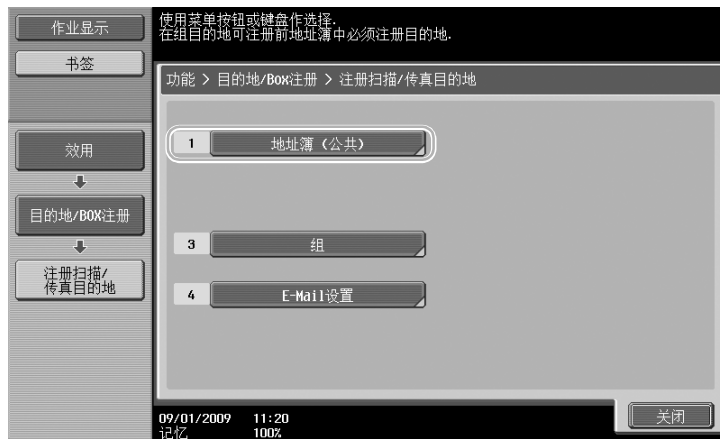 作业显示
书签
效用
目的地/BOX注册
注册扫描/
传真目的地
使用菜单按钮或键盘作选择.
在组目的地可注册前地址簿中必须注册目的地.
功能 > 目的地/Box注册 > 注册扫描/传真目的地
1 地址簿（公共）
3 组
4 E-Mail设置
09/01/2009 11:20
记忆 100%
关闭